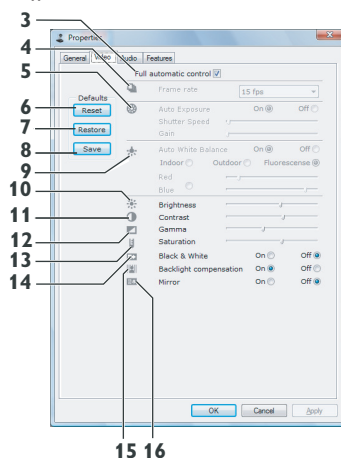 3
4
5
6
7
8
9
10
11
12
13
14
15 16
Properties
General Video Audio Features
Full automatic control
Frame rate 15 fps
Defaults
Reset
Restore
Save
Auto Exposure On Off
Shutter Speed
Gain
Auto White Balance On Off
Indoor Outdoor Fluorescense
Red
Blue
Brightness
Contrast
Gamma
Saturation
Black & White On Off
Backlight compensation On Off
Mirror On Off
OK Cancel Apply